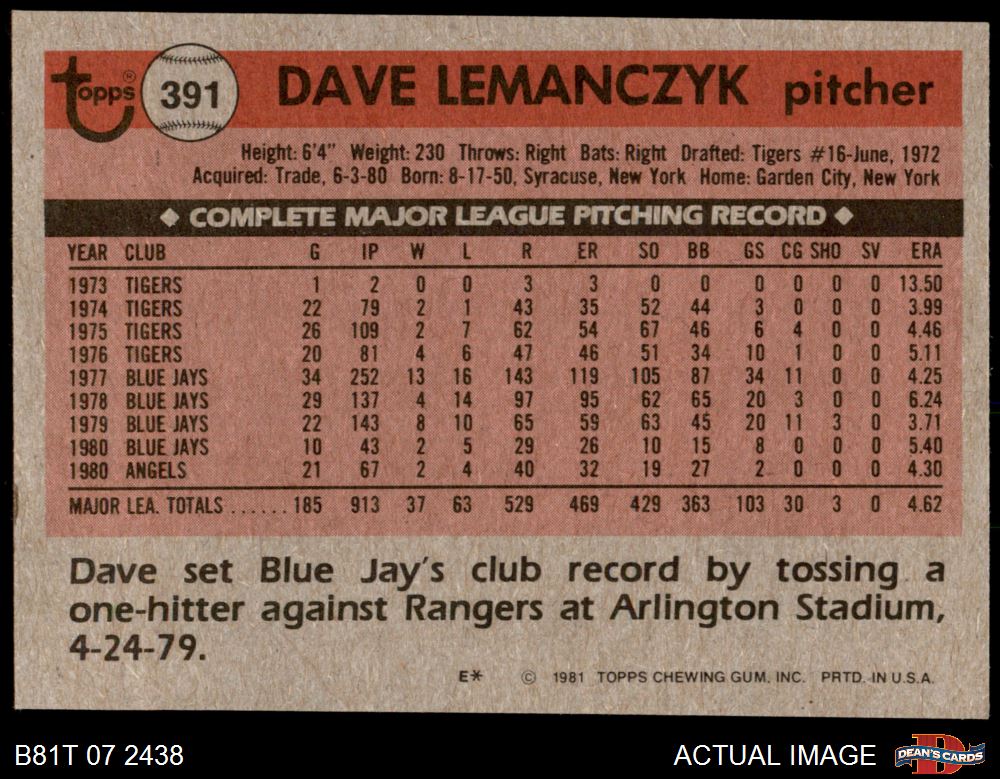 topps® 391 DAVE LEMANCZYK pitcher
Height: 6'4" Weight: 230 Throws: Right Bats: Right Drafted: Tigers #16-June, 1972
Acquired: Trade, 6-3-80 Born: 8-17-50, Syracuse, New York Home: Garden City, New York
◆ COMPLETE MAJOR LEAGUE PITCHING RECORD ◆
YEAR CLUB G IP W L R ER SO BB GS CG SHO SV ERA
1973 TIGERS 1 2 0 0 3 3 0 0 0 0 0 0 13.50
1974 TIGERS 22 79 2 1 43 35 52 44 3 0 0 0 3.99
1975 TIGERS 26 109 2 7 62 54 67 46 6 4 0 0 4.46
1976 TIGERS 20 81 4 6 47 46 51 34 10 1 0 0 5.11
1977 BLUE JAYS 34 252 13 16 143 119 105 87 34 11 0 0 4.25
1978 BLUE JAYS 29 137 4 14 97 95 62 65 20 3 0 0 6.24
1979 BLUE JAYS 22 143 8 10 65 59 63 45 20 11 3 0 3.71
1980 BLUE JAYS 10 43 2 5 29 26 10 15 8 0 0 0 5.40
1980 ANGELS 21 67 2 4 40 32 19 27 2 0 0 0 4.30
MAJOR LEA. TOTALS ...... 185 913 37 63 529 469 429 363 103 30 3 0 4.62
Dave set Blue Jay's club record by tossing a
one-hitter against Rangers at Arlington Stadium,
4-24-79.
E* © 1981 TOPPS CHEWING GUM, INC. PRTD. IN U.S.A.
B81T 07 2438 ACTUAL IMAGE DEAN'S CARDS